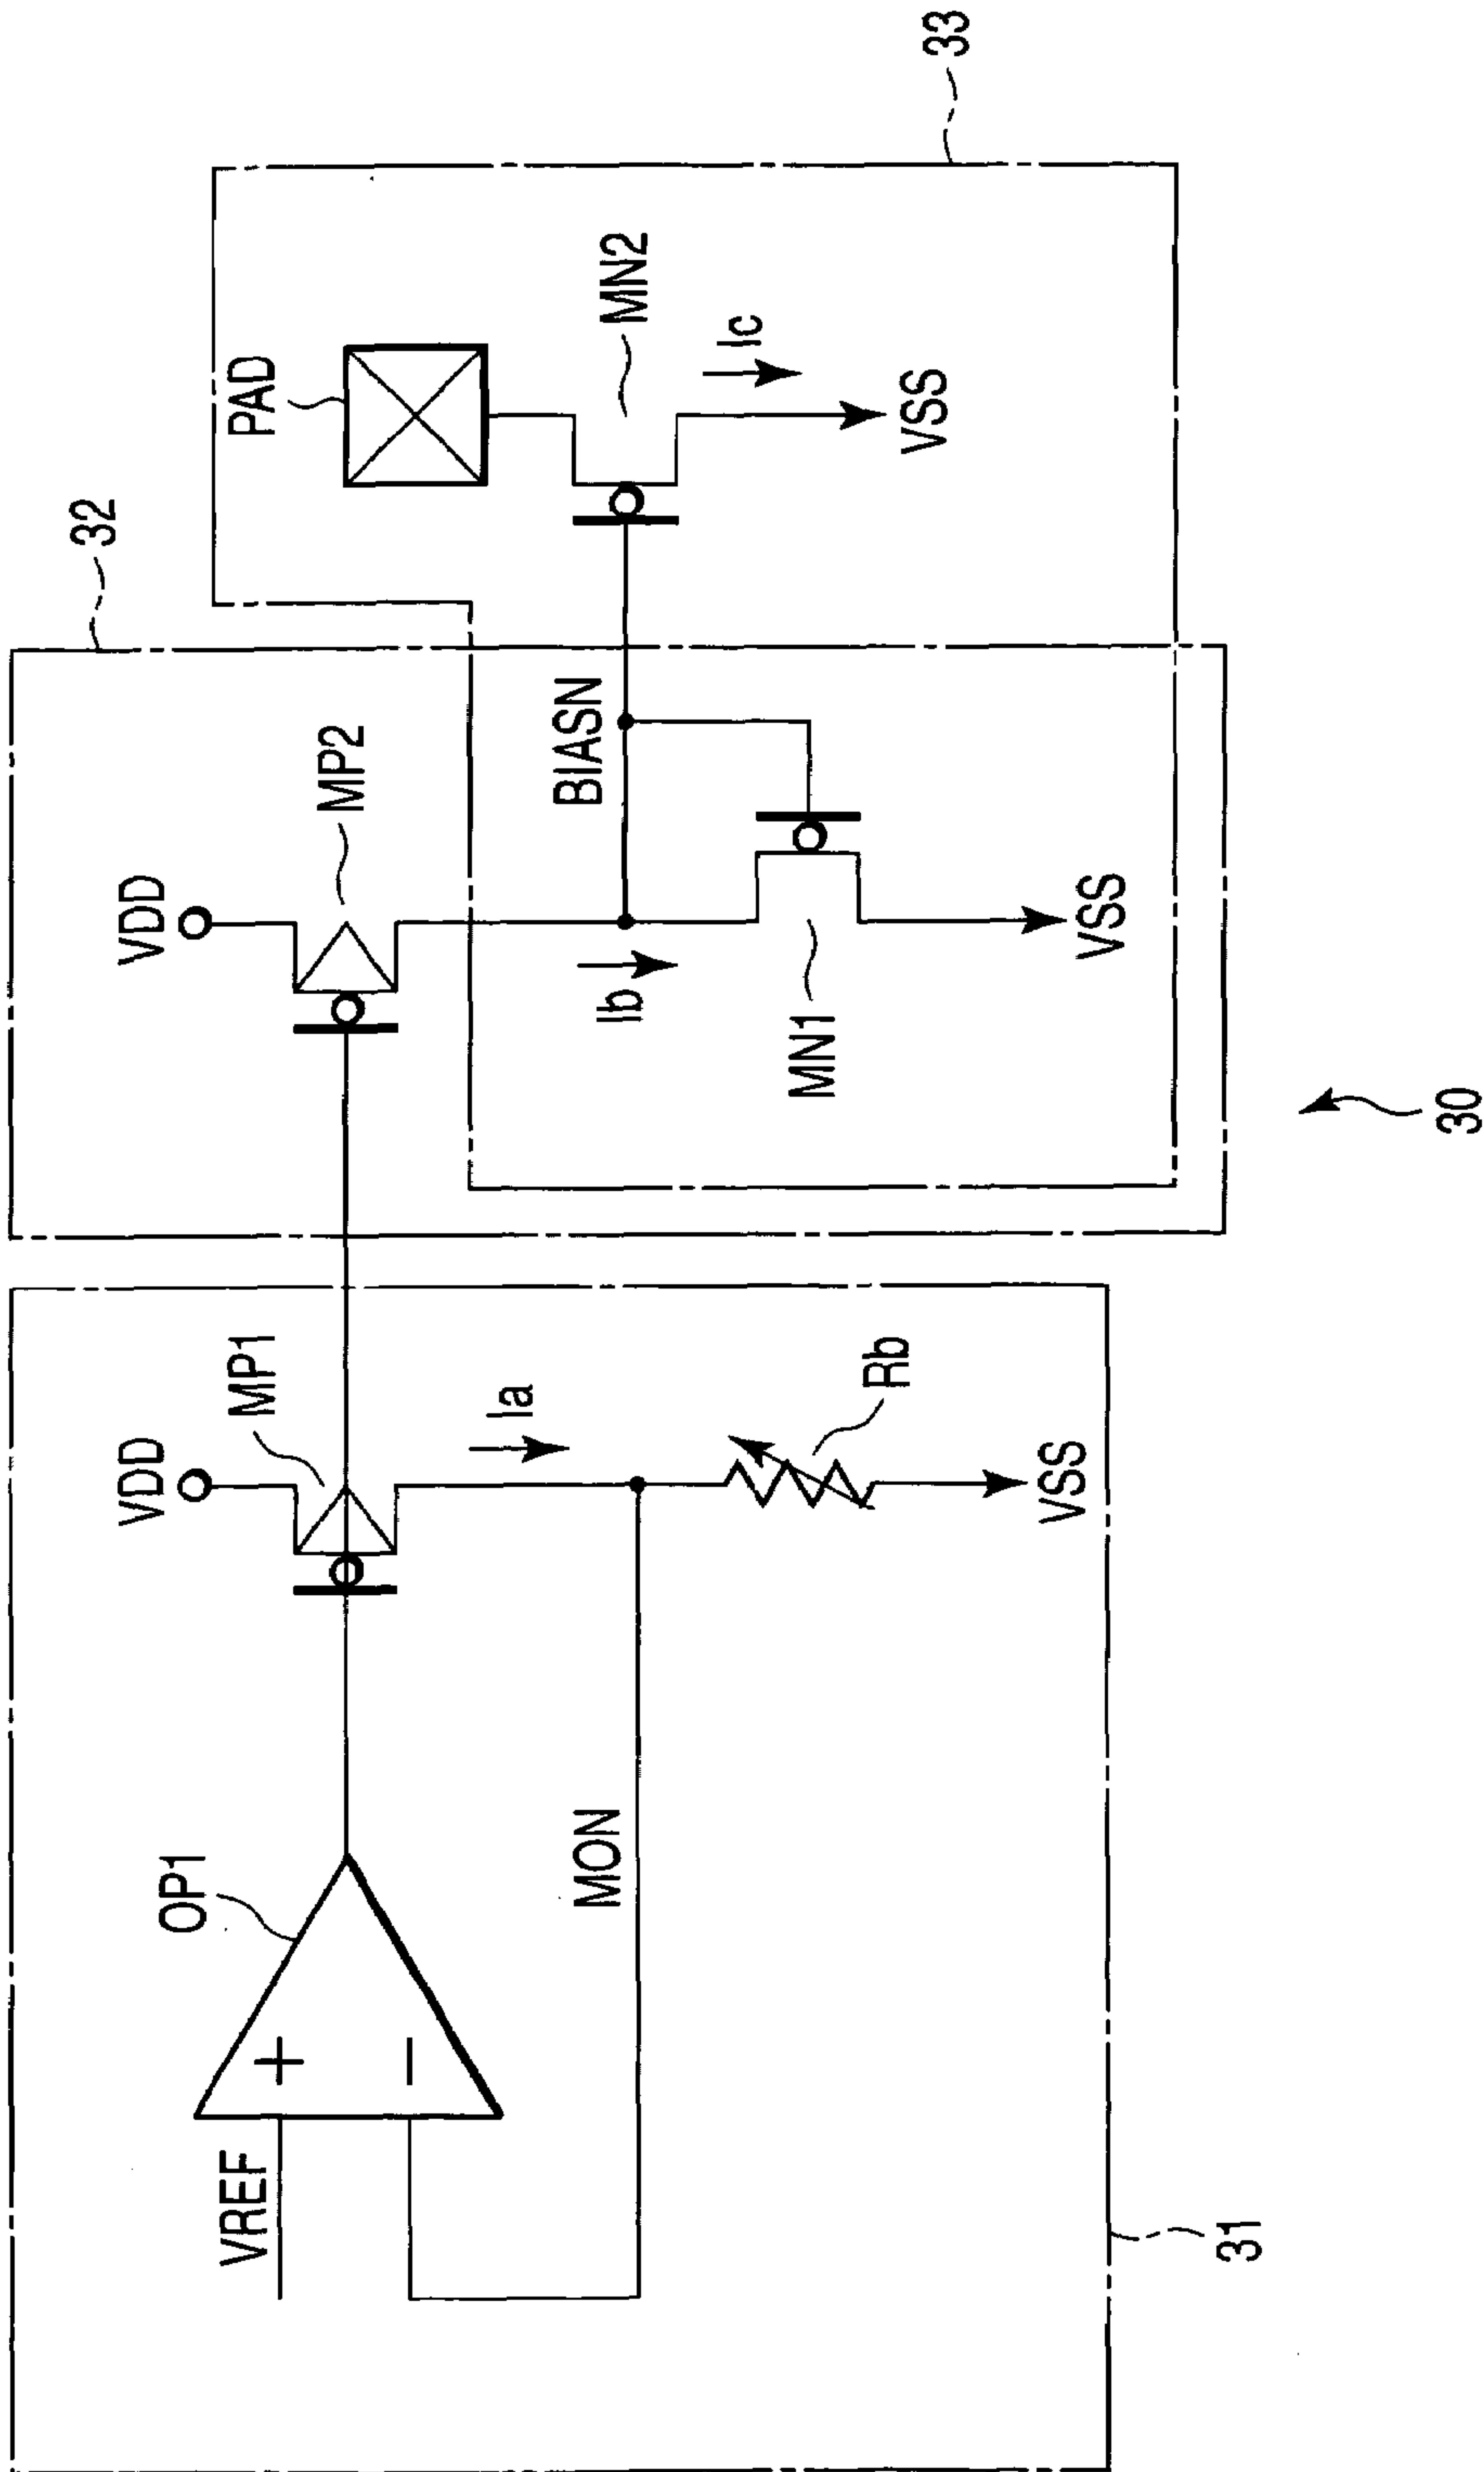 32
33
VDD
MP1
VDD
MP2
PAD
MN2
OP1
VREF
+
−
Ia
Ib
BIASN
Ic
MON
Rb
MN1
VSS
VSS
VSS
31
30